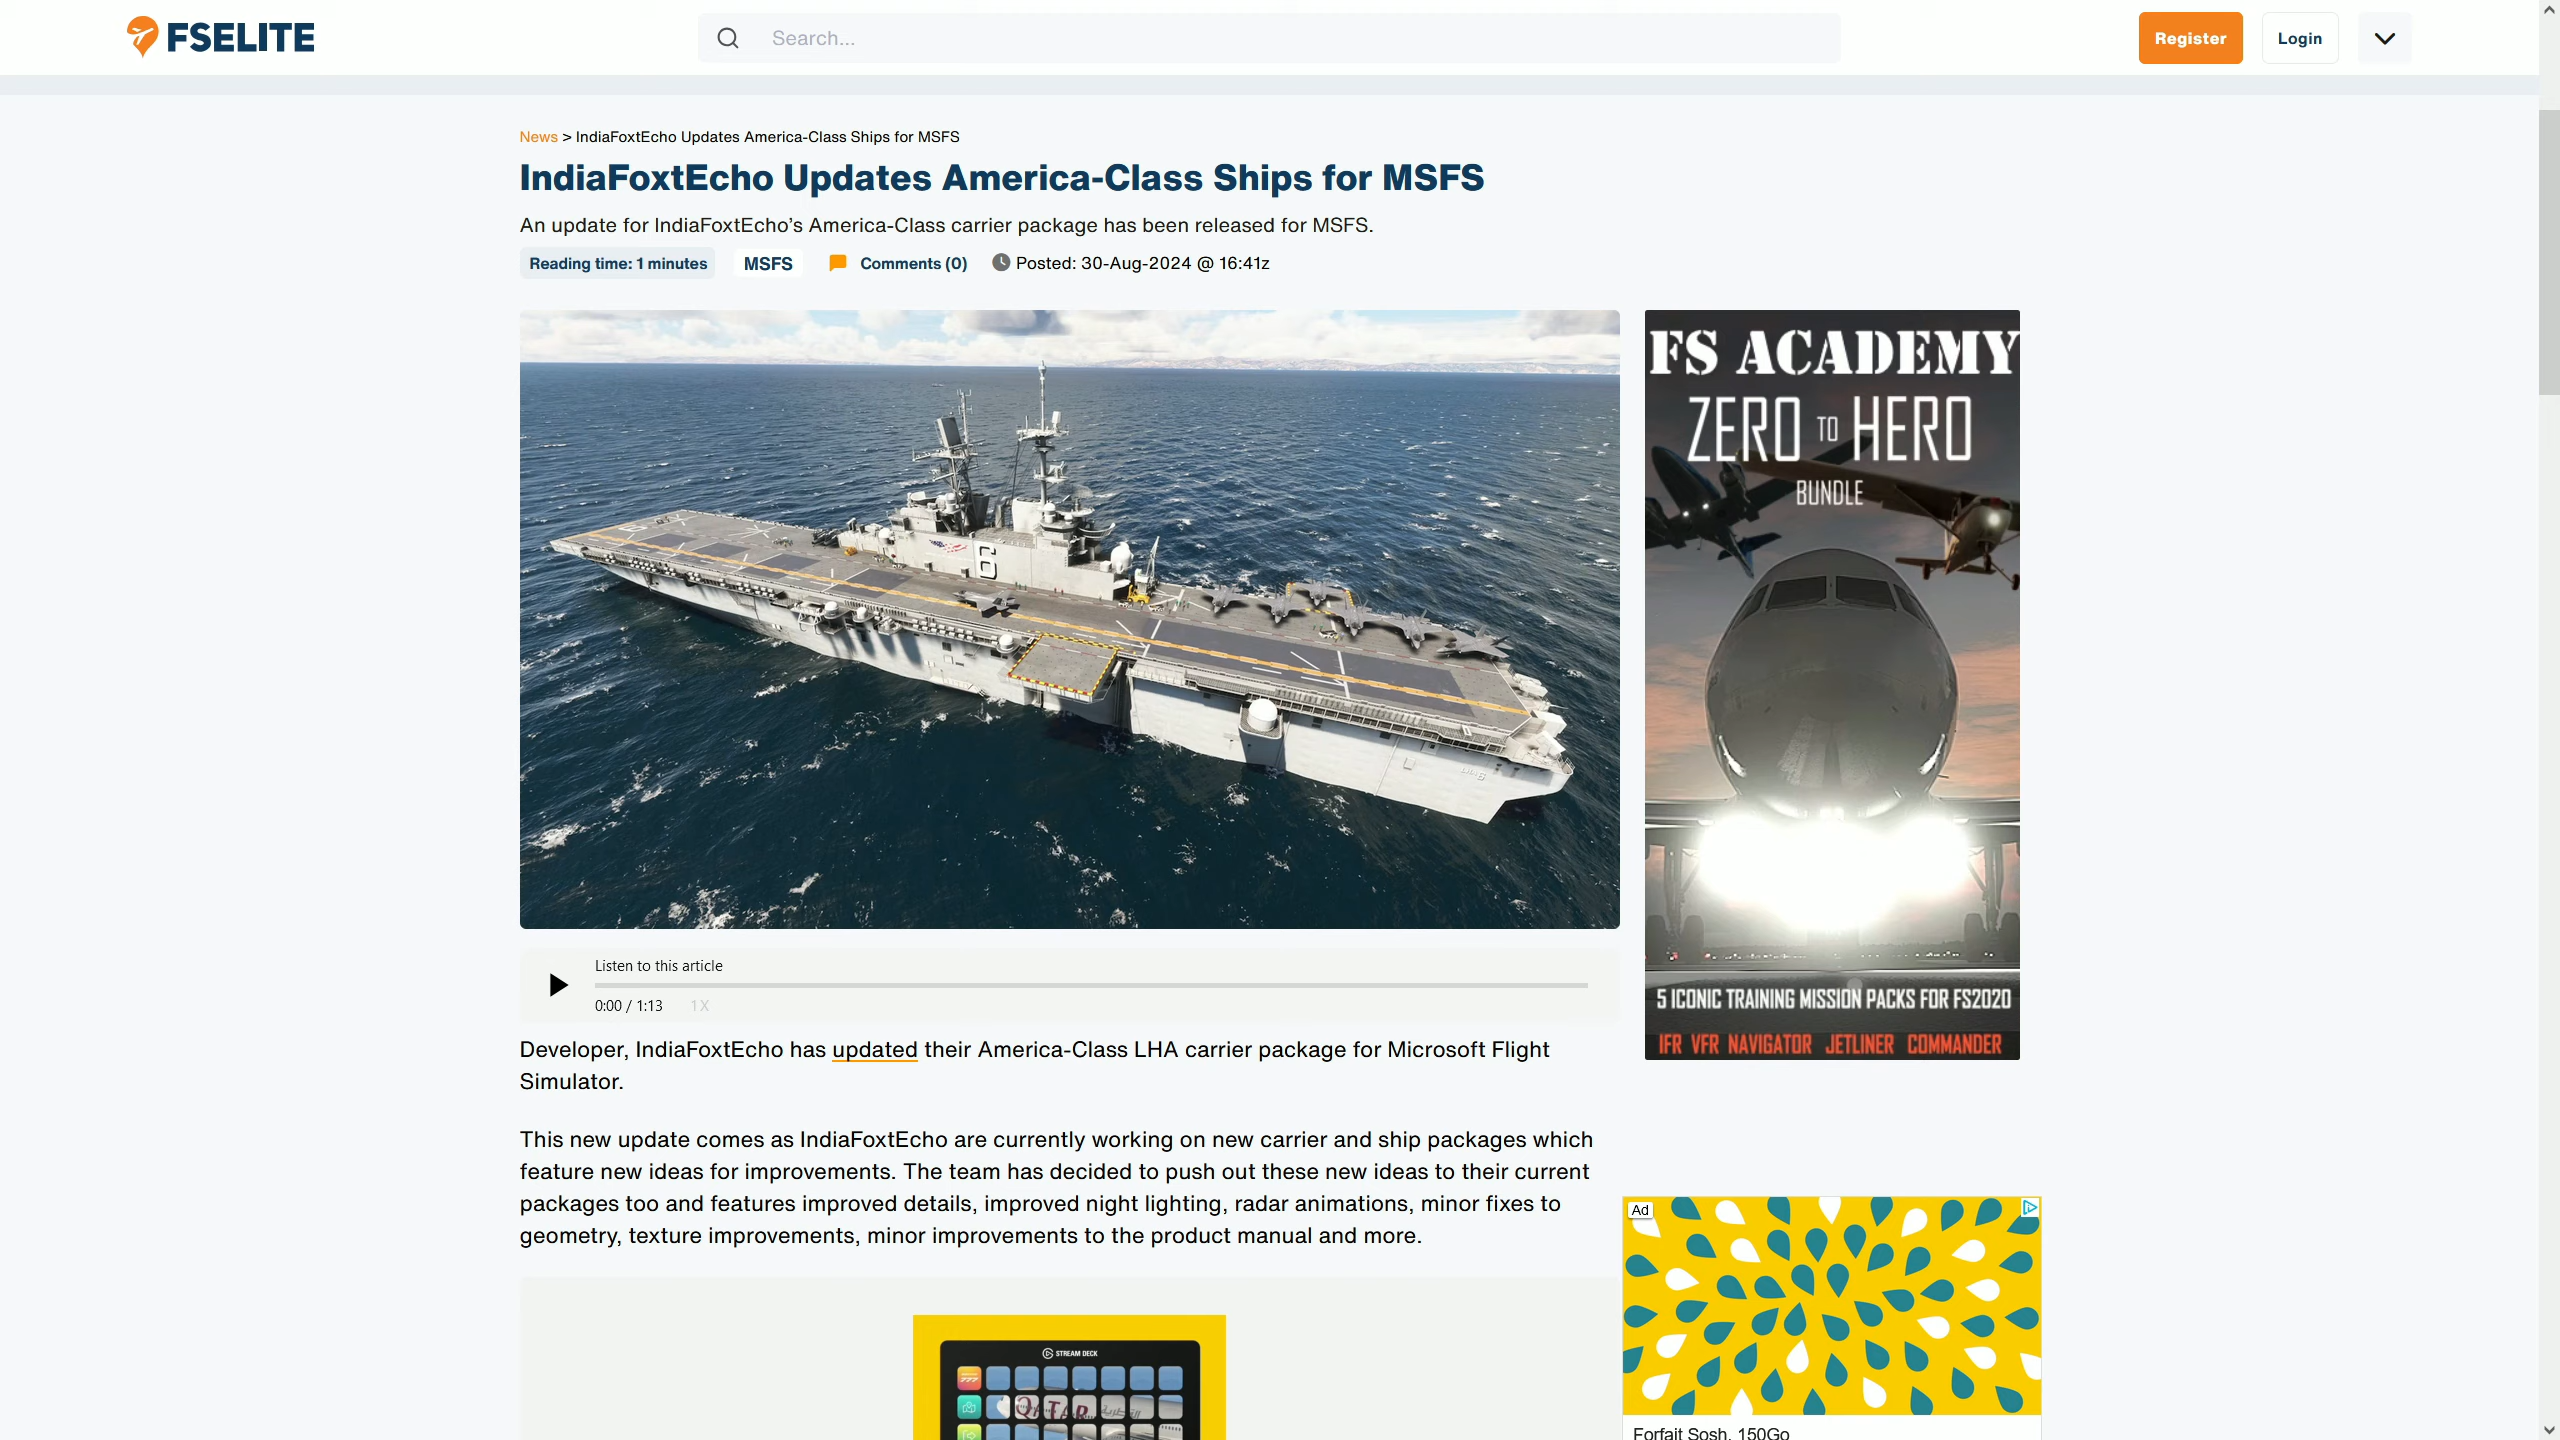 FSELITE
Search...
Register
Login
News > IndiaFoxtEcho Updates America-Class Ships for MSFS
IndiaFoxtEcho Updates America-Class Ships for MSFS
An update for IndiaFoxtEcho’s America-Class carrier package has been released for MSFS.
Reading time: 1 minutes
MSFS
Comments (0)
Posted: 30-Aug-2024 @ 16:41z
6
FS ACADEMY
ZERO TO HERO
BUNDLE
5 ICONIC TRAINING MISSION PACKS FOR FS2020
IFR VFR NAVIGATOR JETLINER COMMANDER
Listen to this article
0:00 / 1:13
1X
Developer, IndiaFoxtEcho has updated their America-Class LHA carrier package for Microsoft Flight
Simulator.
This new update comes as IndiaFoxtEcho are currently working on new carrier and ship packages which
feature new ideas for improvements. The team has decided to push out these new ideas to their current
packages too and features improved details, improved night lighting, radar animations, minor fixes to
geometry, texture improvements, minor improvements to the product manual and more.
Ad
STREAM DECK
QATAR
Forfait Sosh, 150Go